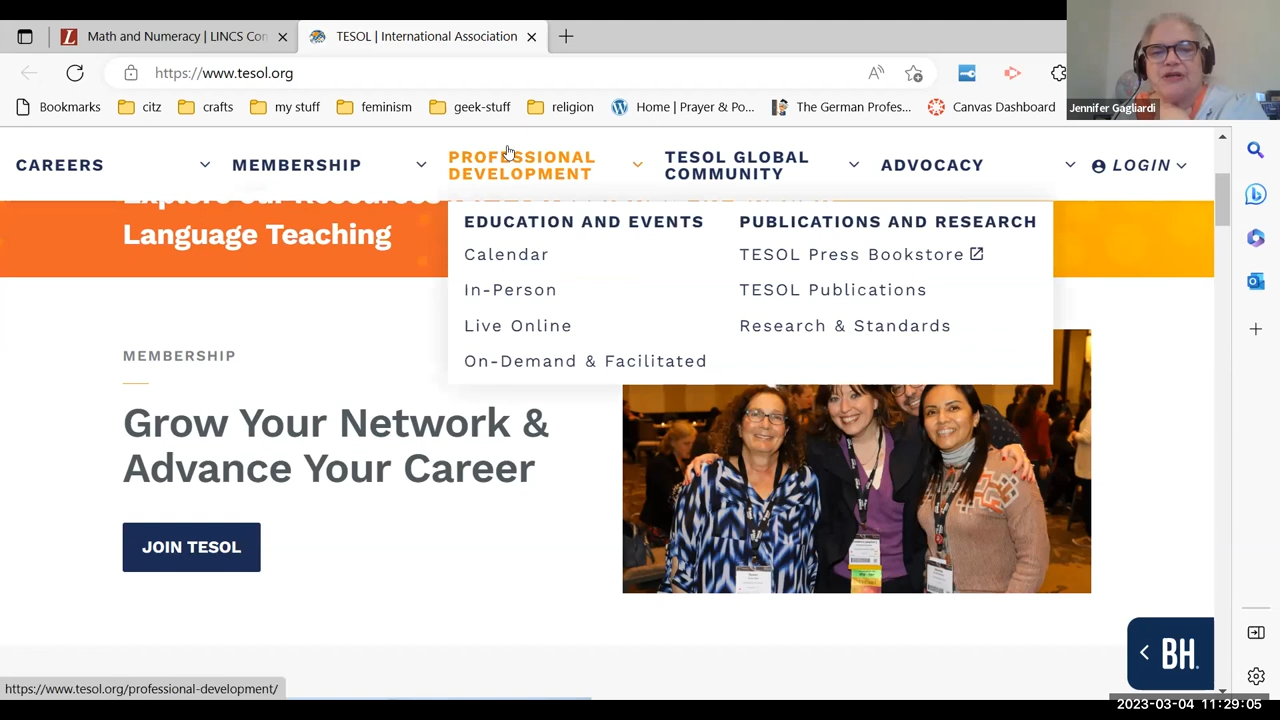 Math and Numeracy | LINCS Con
TESOL | International Association
https://www.tesol.org
Jennifer Gagliardi
Bookmarks citz crafts my stuff feminism geek-stuff religion Home | Prayer & Po... The German Profes... Canvas Dashboard
CAREERS MEMBERSHIP PROFESSIONAL DEVELOPMENT TESOL GLOBAL COMMUNITY ADVOCACY LOGIN
Explore our Resources
Language Teaching
EDUCATION AND EVENTS
Calendar
In-Person
Live Online
On-Demand & Facilitated
PUBLICATIONS AND RESEARCH
TESOL Press Bookstore
TESOL Publications
Research & Standards
MEMBERSHIP
Grow Your Network &
Advance Your Career
JOIN TESOL
BH.
https://www.tesol.org/professional-development/
2023-03-04 11:29:05